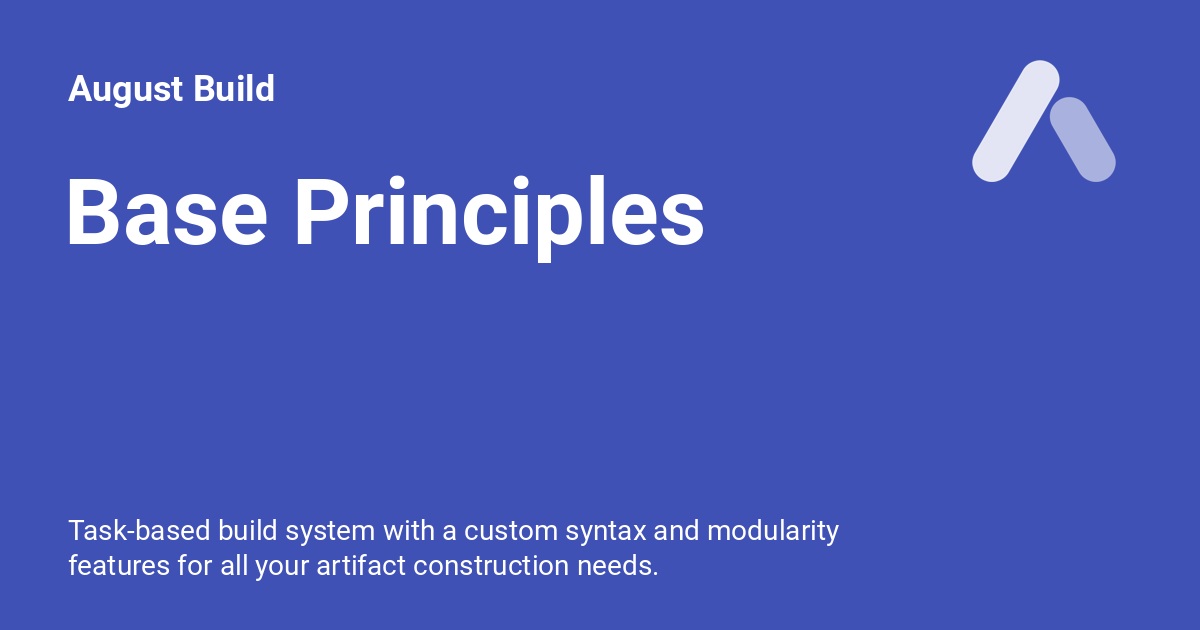 August Build
Base Principles
Task-based build system with a custom syntax and modularity
features for all your artifact construction needs.